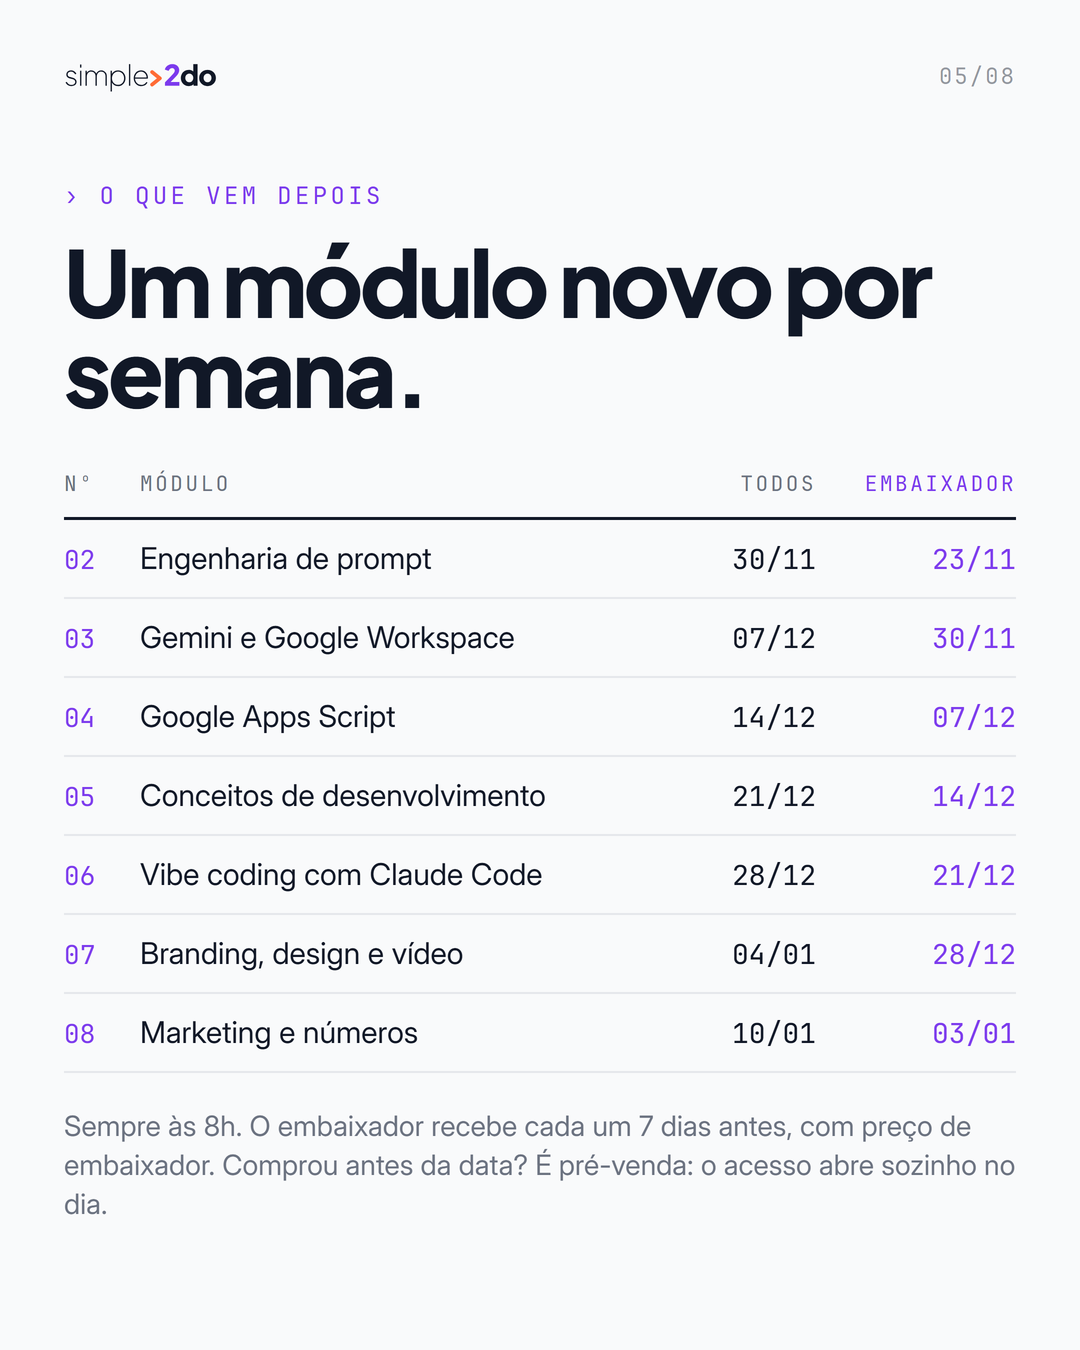 simple>2do
05/08
› O QUE VEM DEPOIS
Um módulo novo por
semana.
Nº MÓDULO TODOS EMBAIXADOR
02 Engenharia de prompt 30/11 23/11
03 Gemini e Google Workspace 07/12 30/11
04 Google Apps Script 14/12 07/12
05 Conceitos de desenvolvimento 21/12 14/12
06 Vibe coding com Claude Code 28/12 21/12
07 Branding, design e vídeo 04/01 28/12
08 Marketing e números 10/01 03/01
Sempre às 8h. O embaixador recebe cada um 7 dias antes, com preço de
embaixador. Comprou antes da data? É pré-venda: o acesso abre sozinho no
dia.